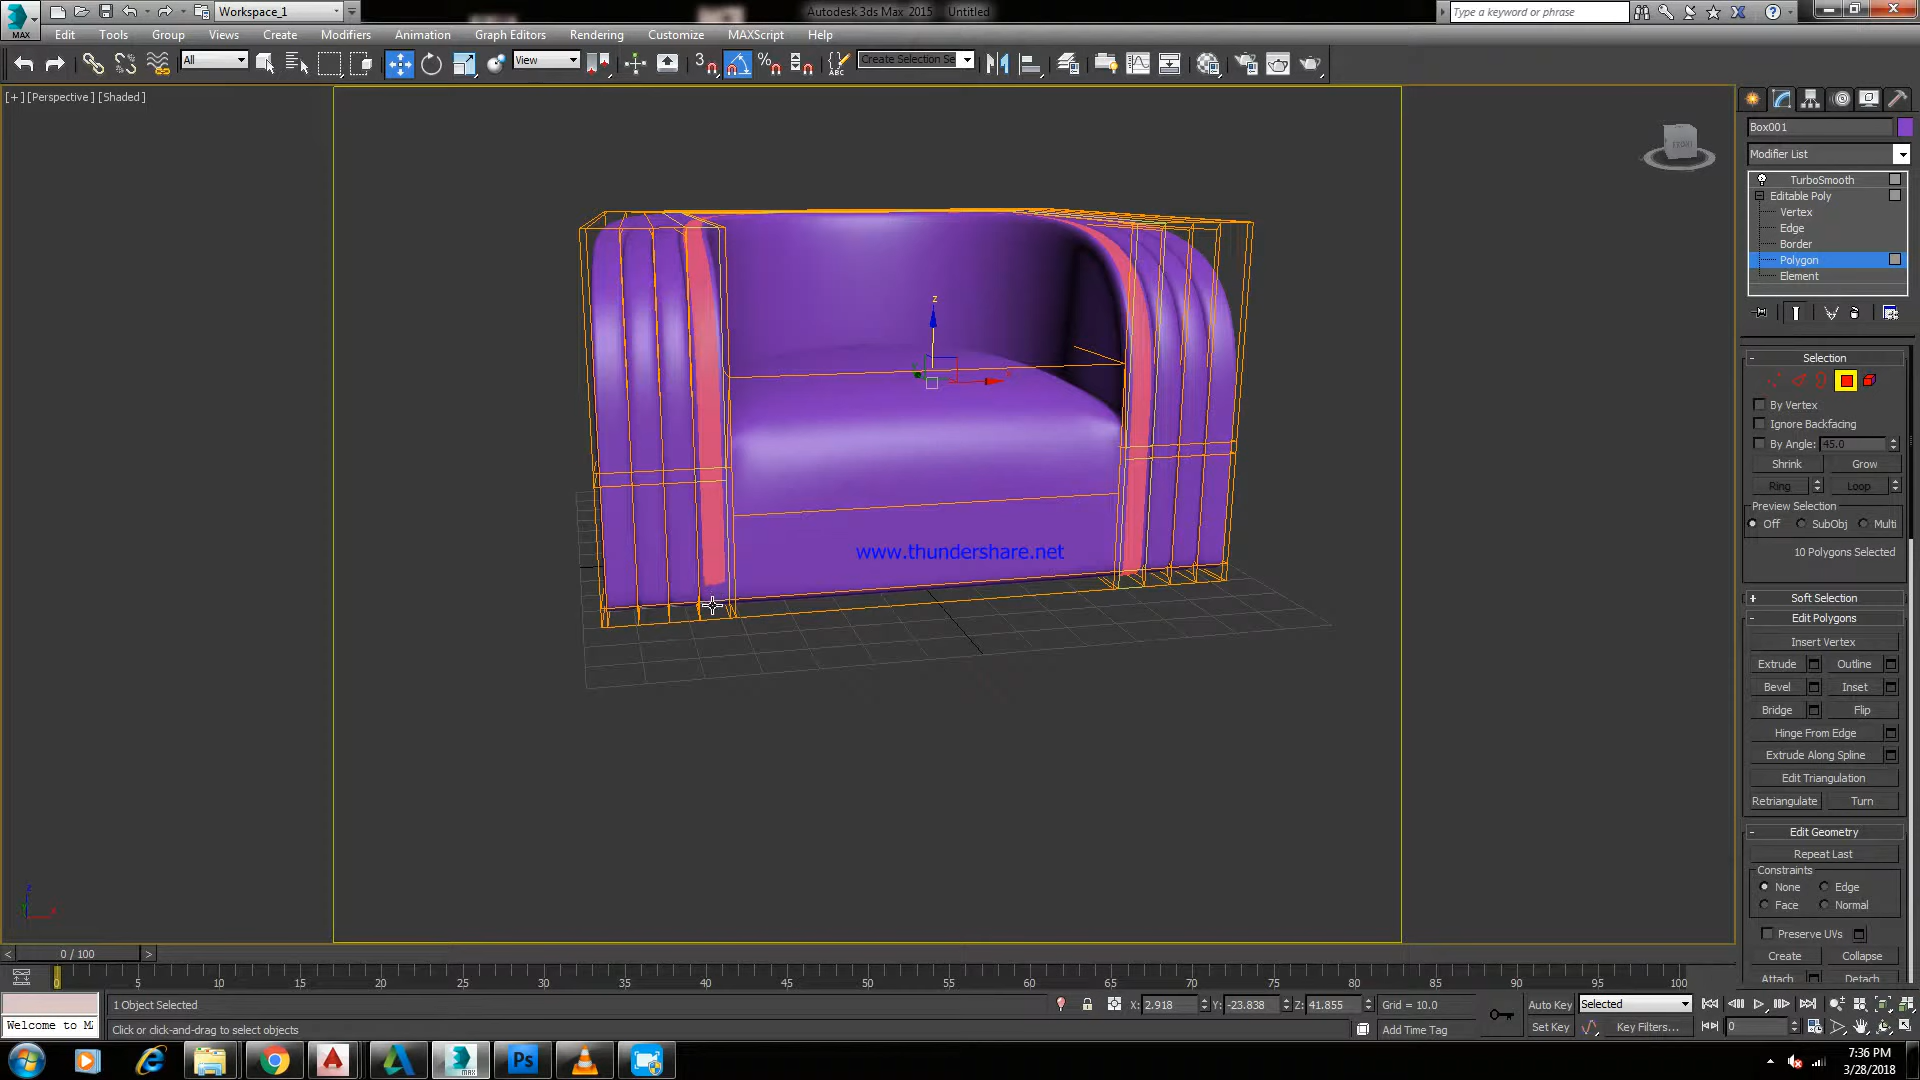 Workspace_1
Autodesk 3ds Max 2015 Untitled
Type a keyword or phrase
MAX
Edit Tools Group Views Create Modifiers Animation Graph Editors Rendering Customize MAXScript Help
All
View
3
Create Selection Se
[+] [Perspective] [Shaded]
Box001
Modifier List
TurboSmooth
Editable Poly
Vertex
Edge
Border
Polygon
Element
FRONT
z
www.thundershare.net
Selection
By Vertex
Ignore Backfacing
By Angle: 45.0
Shrink Grow
Ring Loop
Preview Selection
Off SubObj Multi
10 Polygons Selected
Soft Selection
Edit Polygons
Insert Vertex
Extrude Outline
Bevel Inset
Bridge Flip
Hinge From Edge
Extrude Along Spline
Edit Triangulation
Retriangulate Turn
Edit Geometry
Repeat Last
Constraints
None Edge
Face Normal
Preserve UVs
Create Collapse
Attach Detach
0 / 100
0 5 10 15 20 25 30 35 40 45 50 55 60 65 70 75 80 85 90 95 100
1 Object Selected
X: 2.918 Y: -23.838 Z: 41.855 Grid = 10.0
Auto Key Selected
Welcome to M
Click or click-and-drag to select objects
Add Time Tag
Set Key Key Filters... 0
7:36 PM
3/28/2018